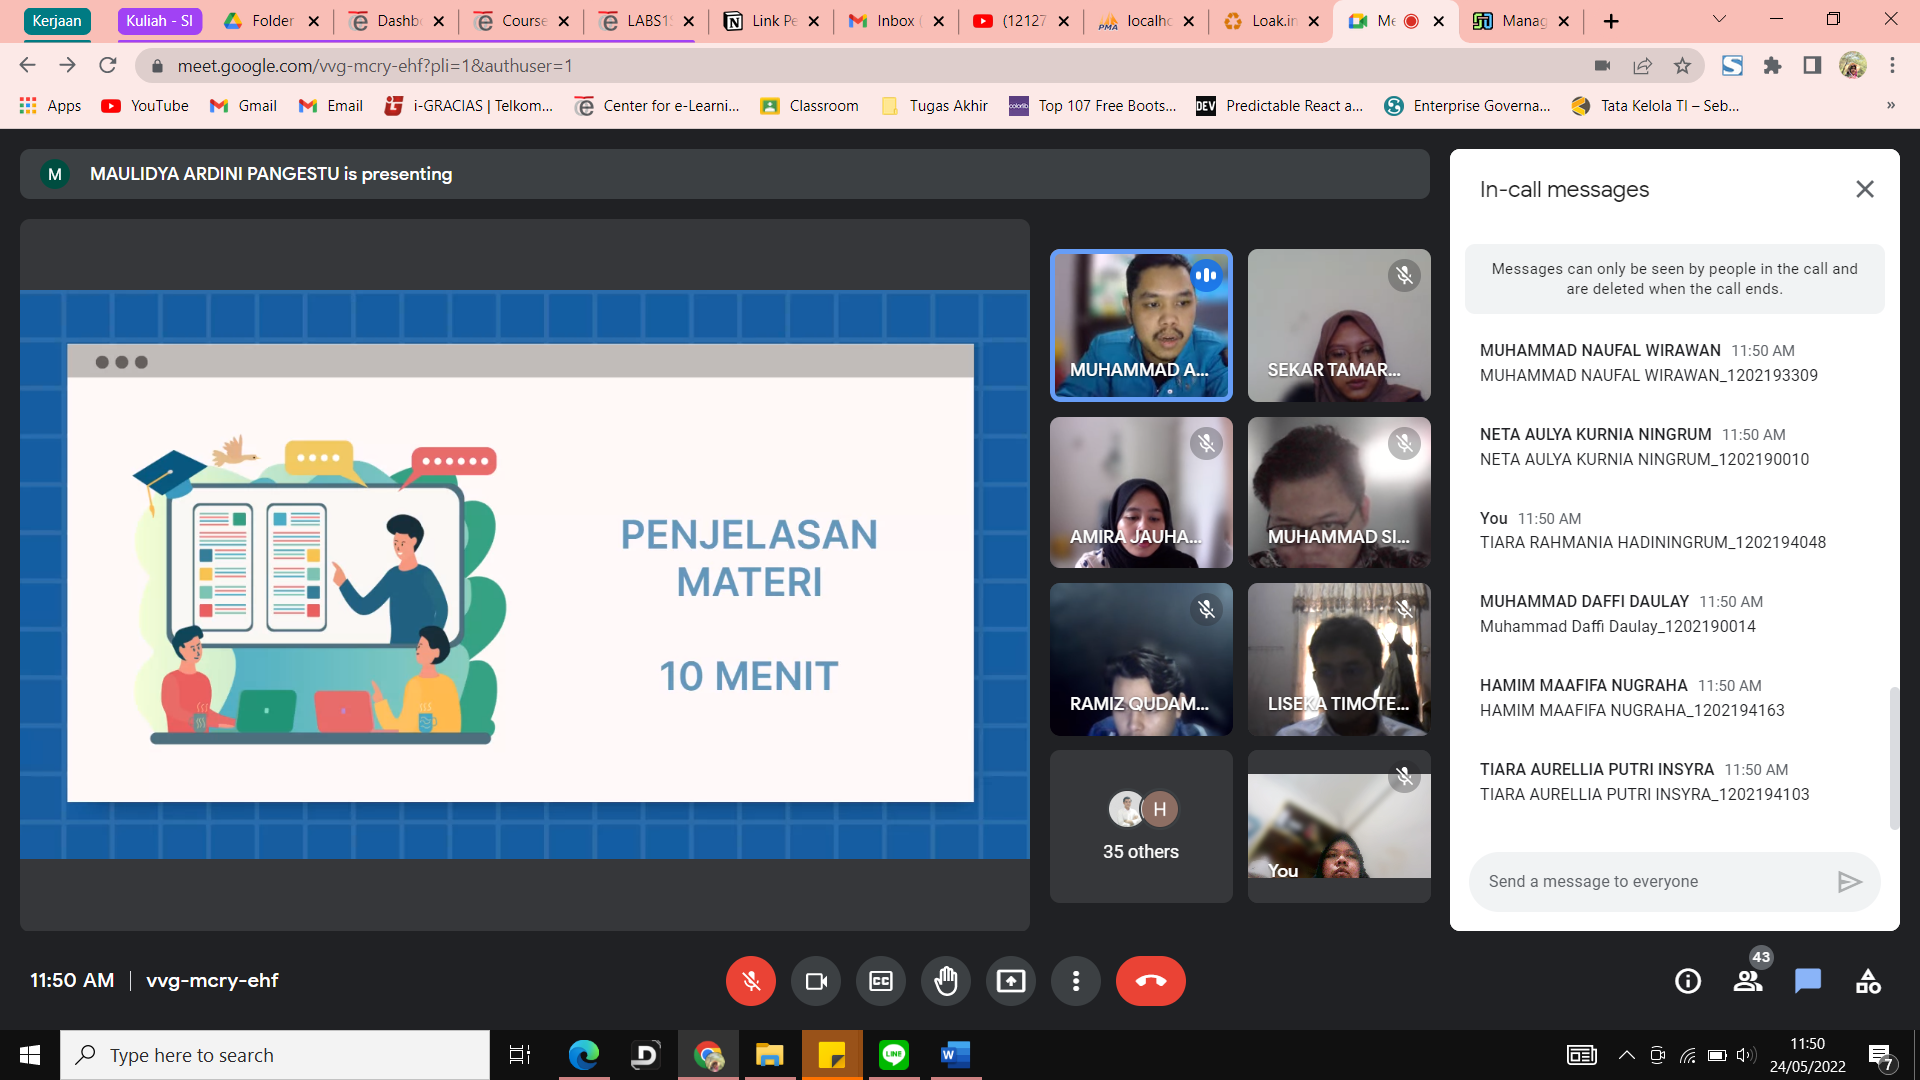 Kerjaan
Kuliah - SI
Folder
Dashb
Course
LABS1
Link Pe
Inbox (
(12127
localho
Loak.in
Me
Manag
meet.google.com/vvg-mcry-ehf?pli=1&authuser=1
Apps
YouTube
Gmail
Email
i-GRACIAS | Telkom...
Center for e-Learni...
Classroom
Tugas Akhir
Top 107 Free Boots...
DEV
Predictable React a...
Enterprise Governa...
Tata Kelola TI – Seb...
»
M
MAULIDYA ARDINI PANGESTU is presenting
PENJELASAN
MATERI
10 MENIT
MUHAMMAD A...
SEKAR TAMAR...
AMIRA JAUHA...
MUHAMMAD SI...
RAMIZ QUDAM...
LISEKA TIMOTE...
H
35 others
You
In-call messages
Messages can only be seen by people in the call and
are deleted when the call ends.
MUHAMMAD NAUFAL WIRAWAN 11:50 AM
MUHAMMAD NAUFAL WIRAWAN_1202193309
NETA AULYA KURNIA NINGRUM 11:50 AM
NETA AULYA KURNIA NINGRUM_1202190010
You 11:50 AM
TIARA RAHMANIA HADININGRUM_1202194048
MUHAMMAD DAFFI DAULAY 11:50 AM
Muhammad Daffi Daulay_1202190014
HAMIM MAAFIFA NUGRAHA 11:50 AM
HAMIM MAAFIFA NUGRAHA_1202194163
TIARA AURELLIA PUTRI INSYRA 11:50 AM
TIARA AURELLIA PUTRI INSYRA_1202194103
Send a message to everyone
11:50 AM | vvg-mcry-ehf
43
Type here to search
LINE
W
11:50
24/05/2022
7